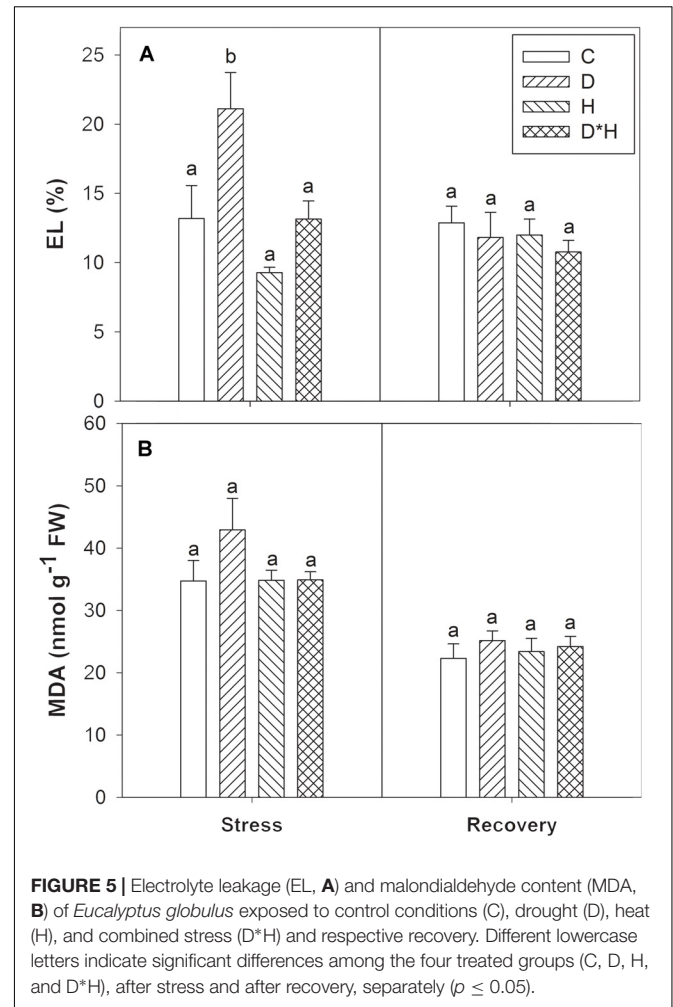 A
b
a
a
a
a
a
a
a
C
D
H
D*H
25
20
15
10
5
0
EL (%)
B
a
a
a
a
a
a
a
a
60
50
40
30
20
10
0
MDA (nmol g-1 FW)
Stress
Recovery
FIGURE 5 | Electrolyte leakage (EL, A) and malondialdehyde content (MDA,
B) of Eucalyptus globulus exposed to control conditions (C), drought (D), heat
(H), and combined stress (D*H) and respective recovery. Different lowercase
letters indicate significant differences among the four treated groups (C, D, H,
and D*H), after stress and after recovery, separately (p ≤ 0.05).